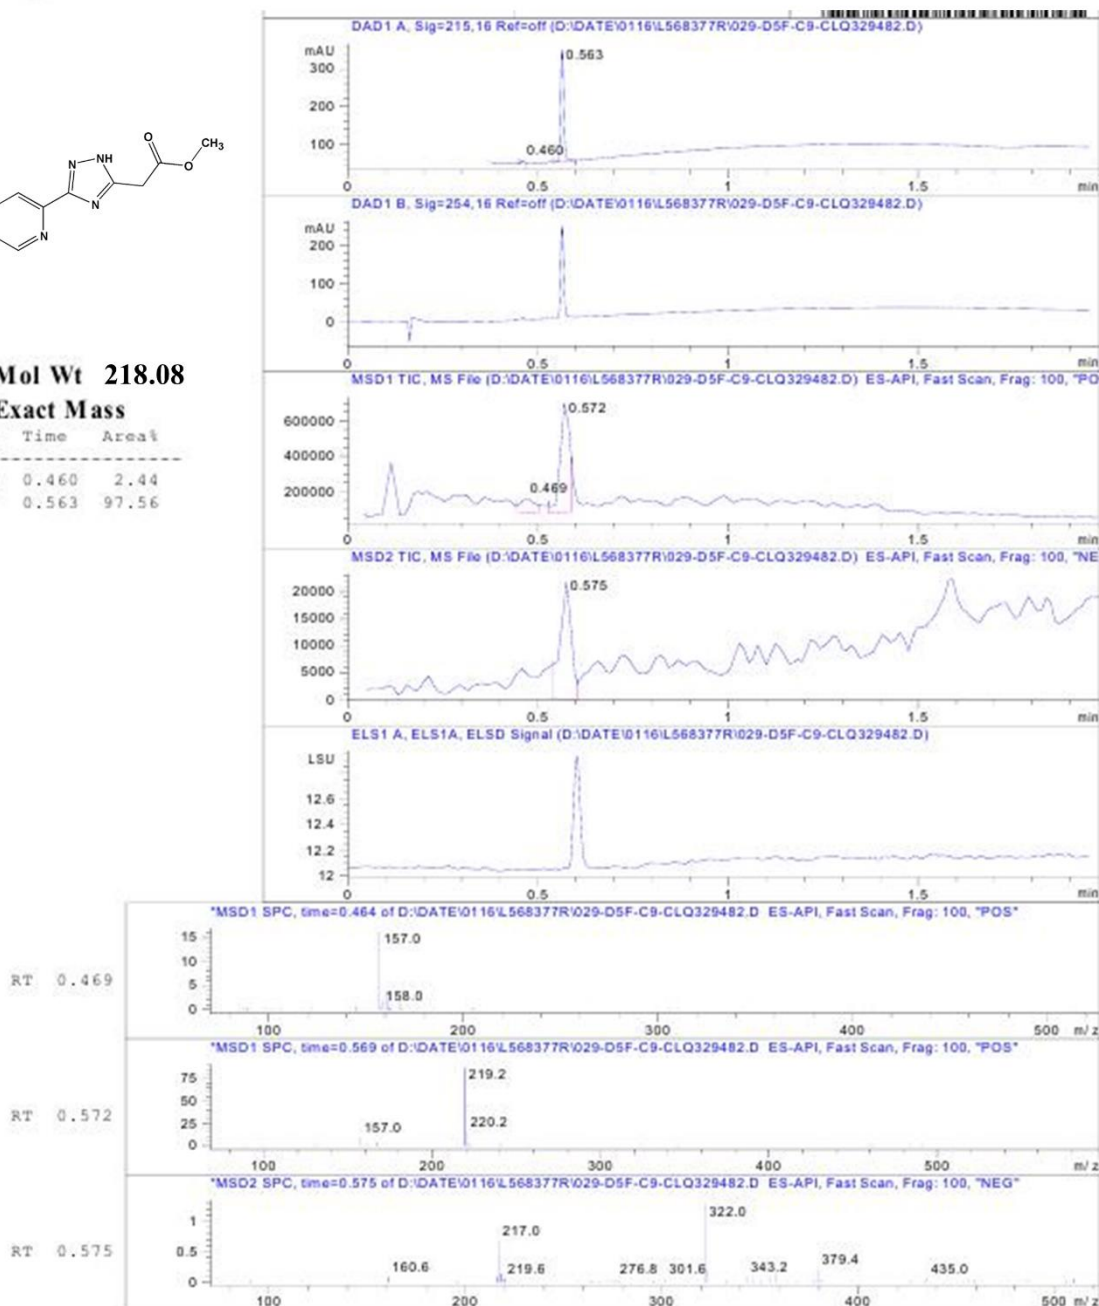 DAD1 A, Sig=215,16 Ref=off (D:\DATE\0116\L568377R\029-D5F-C9-CLQ329482.D)
mAU
300
200
100
0.563
0.460
0 0.5 1 1.5 min
DAD1 B, Sig=254,16 Ref=off (D:\DATE\0116\L568377R\029-D5F-C9-CLQ329482.D)
mAU
200
100
0
0 0.5 1 1.5 min
O
CH3
O
N NH
N
N
Mol Wt 218.08
Exact Mass
Time Area%
0.460 2.44
0.563 97.56
MSD1 TIC, MS File (D:\DATE\0116\L568377R\029-D5F-C9-CLQ329482.D) ES-API, Fast Scan, Frag: 100, "PO
600000
400000
200000
0.572
0.469
0 0.5 1 1.5 min
MSD2 TIC, MS File (D:\DATE\0116\L568377R\029-D5F-C9-CLQ329482.D) ES-API, Fast Scan, Frag: 100, "NE
20000
15000
10000
5000
0
0.575
0 0.5 1 1.5 min
ELS1 A, ELS1A, ELSD Signal (D:\DATE\0116\L568377R\029-D5F-C9-CLQ329482.D)
LSU
12.6
12.4
12.2
12
0 0.5 1 1.5 min
RT 0.469
*MSD1 SPC, time=0.464 of D:\DATE\0116\L568377R\029-D5F-C9-CLQ329482.D ES-API, Fast Scan, Frag: 100, "POS"
15
10
5
0
157.0
158.0
100 200 300 400 500 m/z
RT 0.572
*MSD1 SPC, time=0.569 of D:\DATE\0116\L568377R\029-D5F-C9-CLQ329482.D ES-API, Fast Scan, Frag: 100, "POS"
75
50
25
0
219.2
220.2
157.0
100 200 300 400 500 m/z
RT 0.575
*MSD2 SPC, time=0.575 of D:\DATE\0116\L568377R\029-D5F-C9-CLQ329482.D ES-API, Fast Scan, Frag: 100, "NEG"
1
0.5
0
322.0
217.0
160.6 219.6 276.8 301.6 343.2 379.4 435.0
100 200 300 400 500 m/z